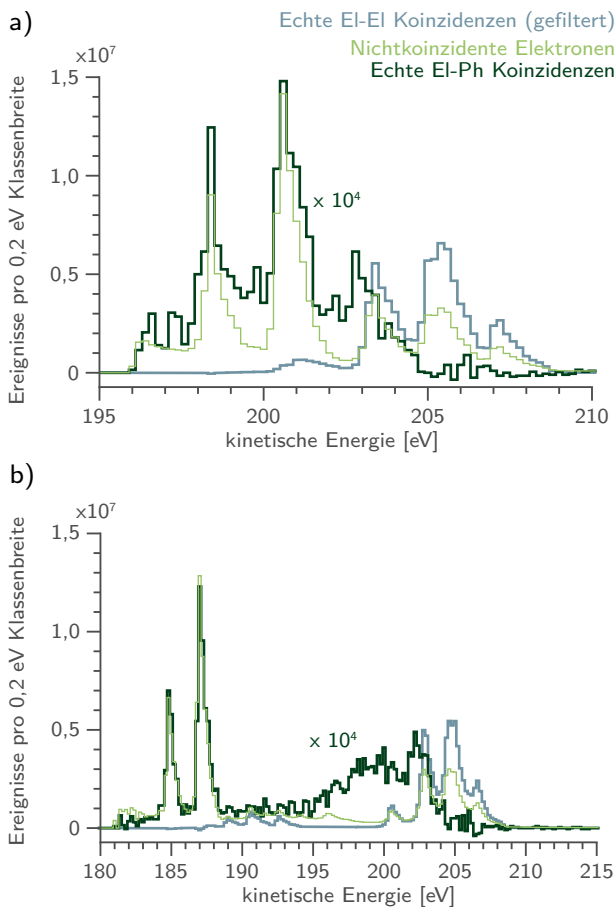 a)
Echte El-El Koinzidenzen (gefiltert)
Nichtkoinzidente Elektronen
Echte El-Ph Koinzidenzen
×10⁷
1,5
1,0
0,5
0
x 10⁴
Ereignisse pro 0,2 eV Klassenbreite
195 200 205 210
kinetische Energie [eV]
b)
×10⁷
1,5
1,0
0,5
0
x 10⁴
Ereignisse pro 0,2 eV Klassenbreite
180 185 190 195 200 205 210 215
kinetische Energie [eV]